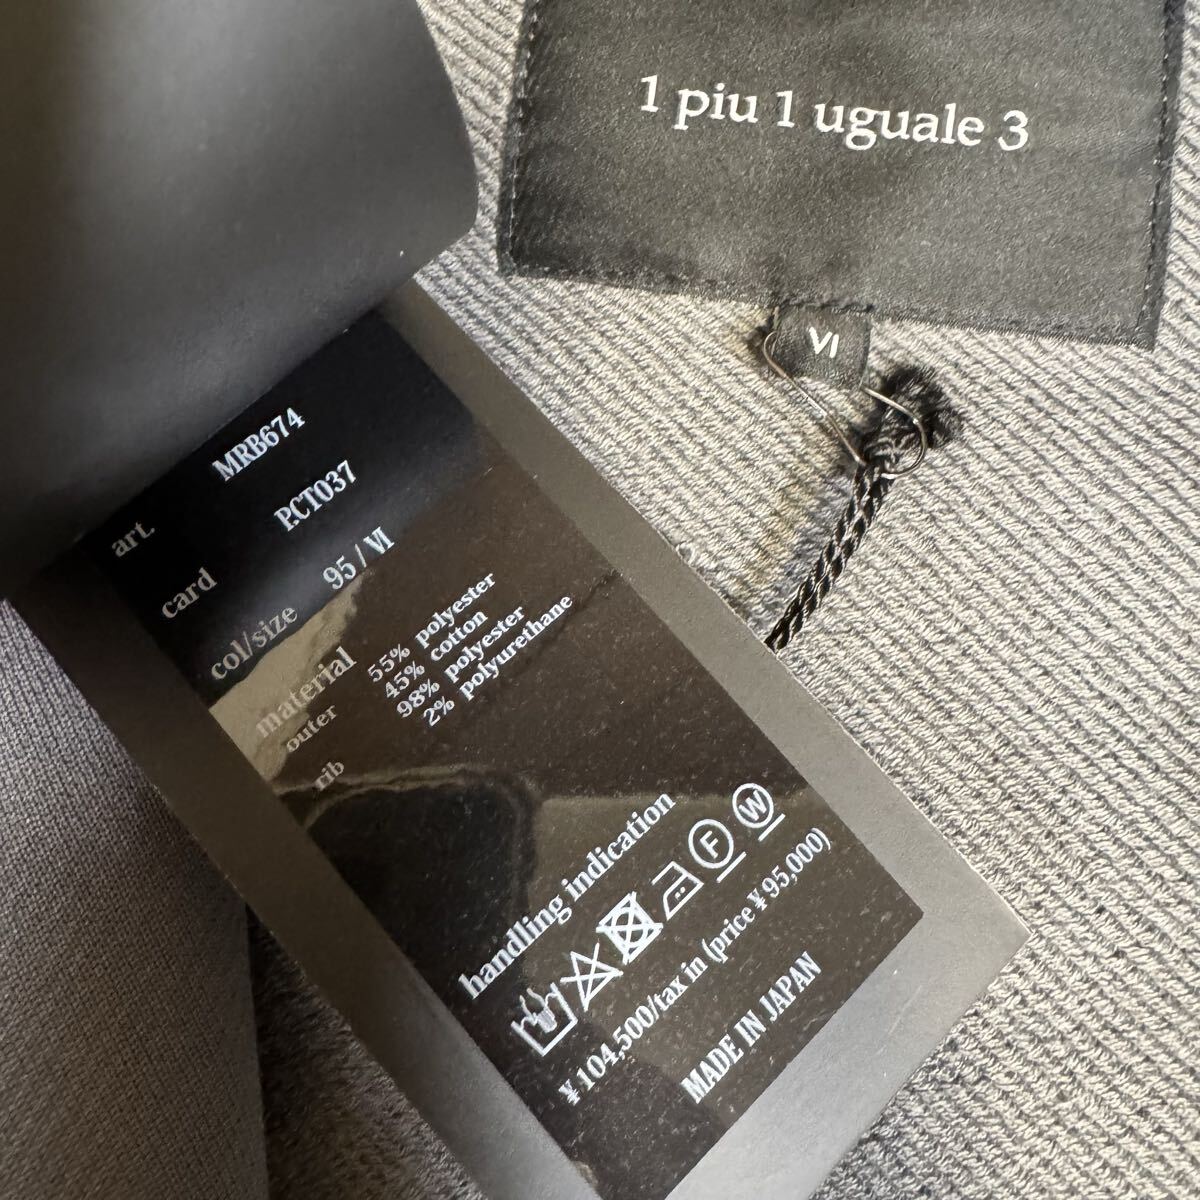 1 piu 1 uguale 3
VI
art. MRB674
card P.CT037
col/size 95 / VI
material
outer 55% polyester
45% cotton
rib 98% polyester
2% polyurethane
handling indication
F W
¥104,500/tax in (price ¥95,000)
MADE IN JAPAN